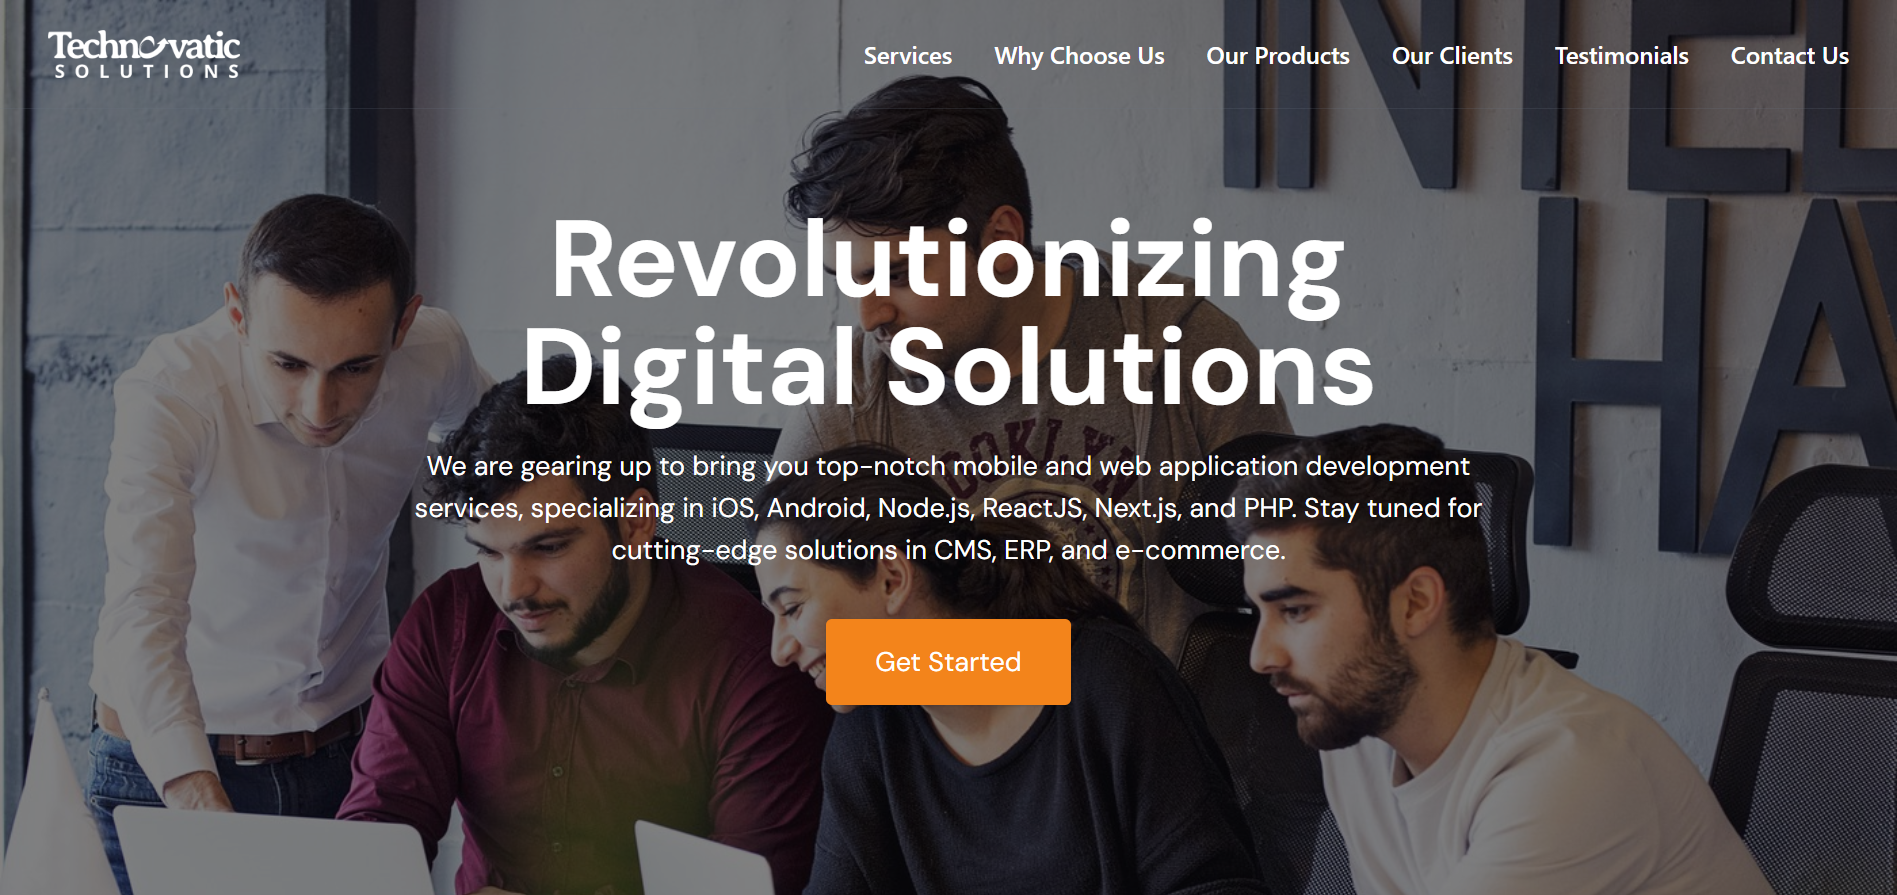 Technovatic
SOLUTIONS
Services
Why Choose Us
Our Products
Our Clients
Testimonials
Contact Us
Revolutionizing
Digital Solutions
We are gearing up to bring you top-notch mobile and web application development
services, specializing in iOS, Android, Node.js, ReactJS, Next.js, and PHP. Stay tuned for
cutting-edge solutions in CMS, ERP, and e-commerce.
Get Started